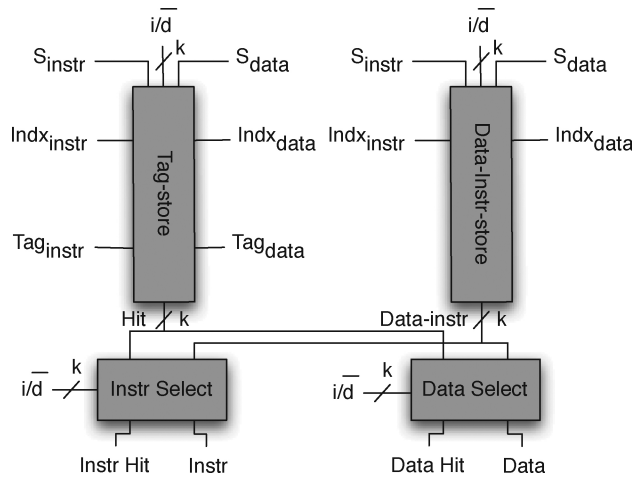 i/d̅ i/d̅
k k
S_instr S_data S_instr S_data
Indx_instr Indx_data Indx_instr Indx_data
Tag-store Data-Instr-store
Tag_instr Tag_data
Hit k Data-instr k
i/d̅ k Instr Select i/d̅ k Data Select
Instr Hit Instr Data Hit Data